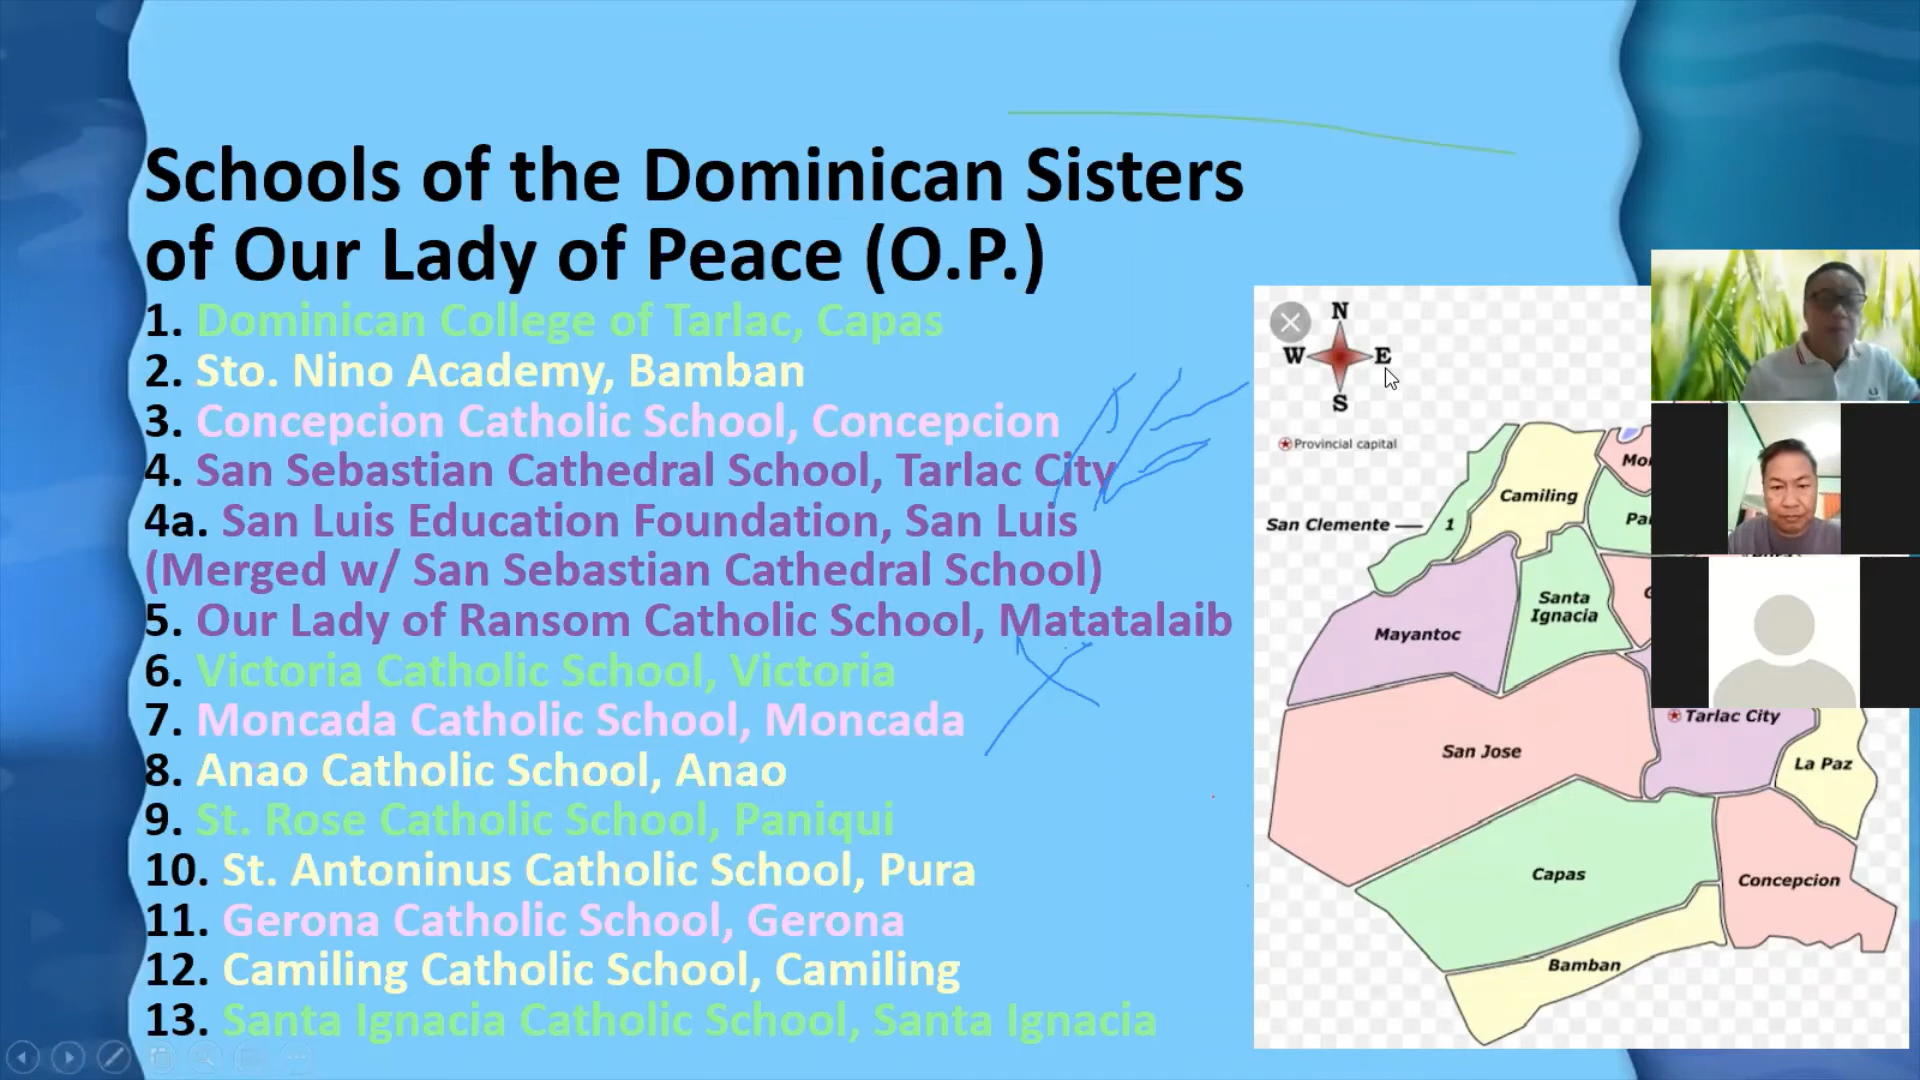 Schools of the Dominican Sisters
of Our Lady of Peace (O.P.)
1. Dominican College of Tarlac, Capas
2. Sto. Nino Academy, Bamban
3. Concepcion Catholic School, Concepcion
4. San Sebastian Cathedral School, Tarlac City
4a. San Luis Education Foundation, San Luis
(Merged w/ San Sebastian Cathedral School)
5. Our Lady of Ransom Catholic School, Matatalaib
6. Victoria Catholic School, Victoria
7. Moncada Catholic School, Moncada
8. Anao Catholic School, Anao
9. St. Rose Catholic School, Paniqui
10. St. Antoninus Catholic School, Pura
11. Gerona Catholic School, Gerona
12. Camiling Catholic School, Camiling
13. Santa Ignacia Catholic School, Santa Ignacia
N
W E
S
Provincial capital
Camiling
San Clemente
1
Santa
Ignacia
Mayantoc
Tarlac City
San Jose
La Paz
Capas
Concepcion
Bamban